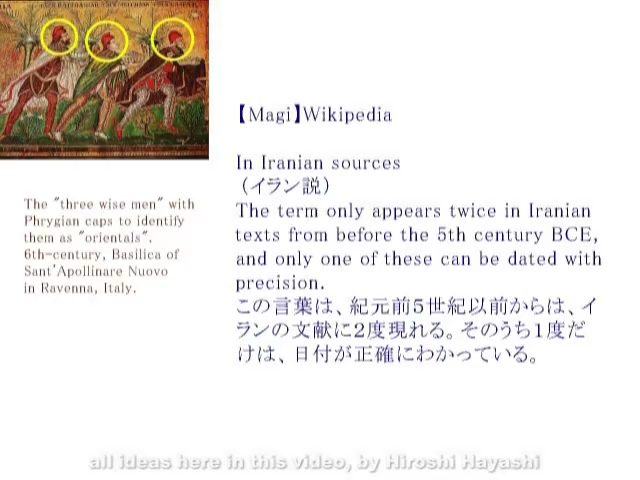 The "three wise men" with
Phrygian caps to identify
them as "orientals".
6th-century, Basilica of
Sant'Apollinare Nuovo
in Ravenna, Italy.
【Magi】Wikipedia
In Iranian sources
（イラン説）
The term only appears twice in Iranian
texts from before the 5th century BCE,
and only one of these can be dated with
precision.
この言葉は、紀元前５世紀以前からは、イ
ランの文献に２度現れる。そのうち１度だ
けは、日付が正確にわかっている。
all ideas here in this video, by Hiroshi Hayashi